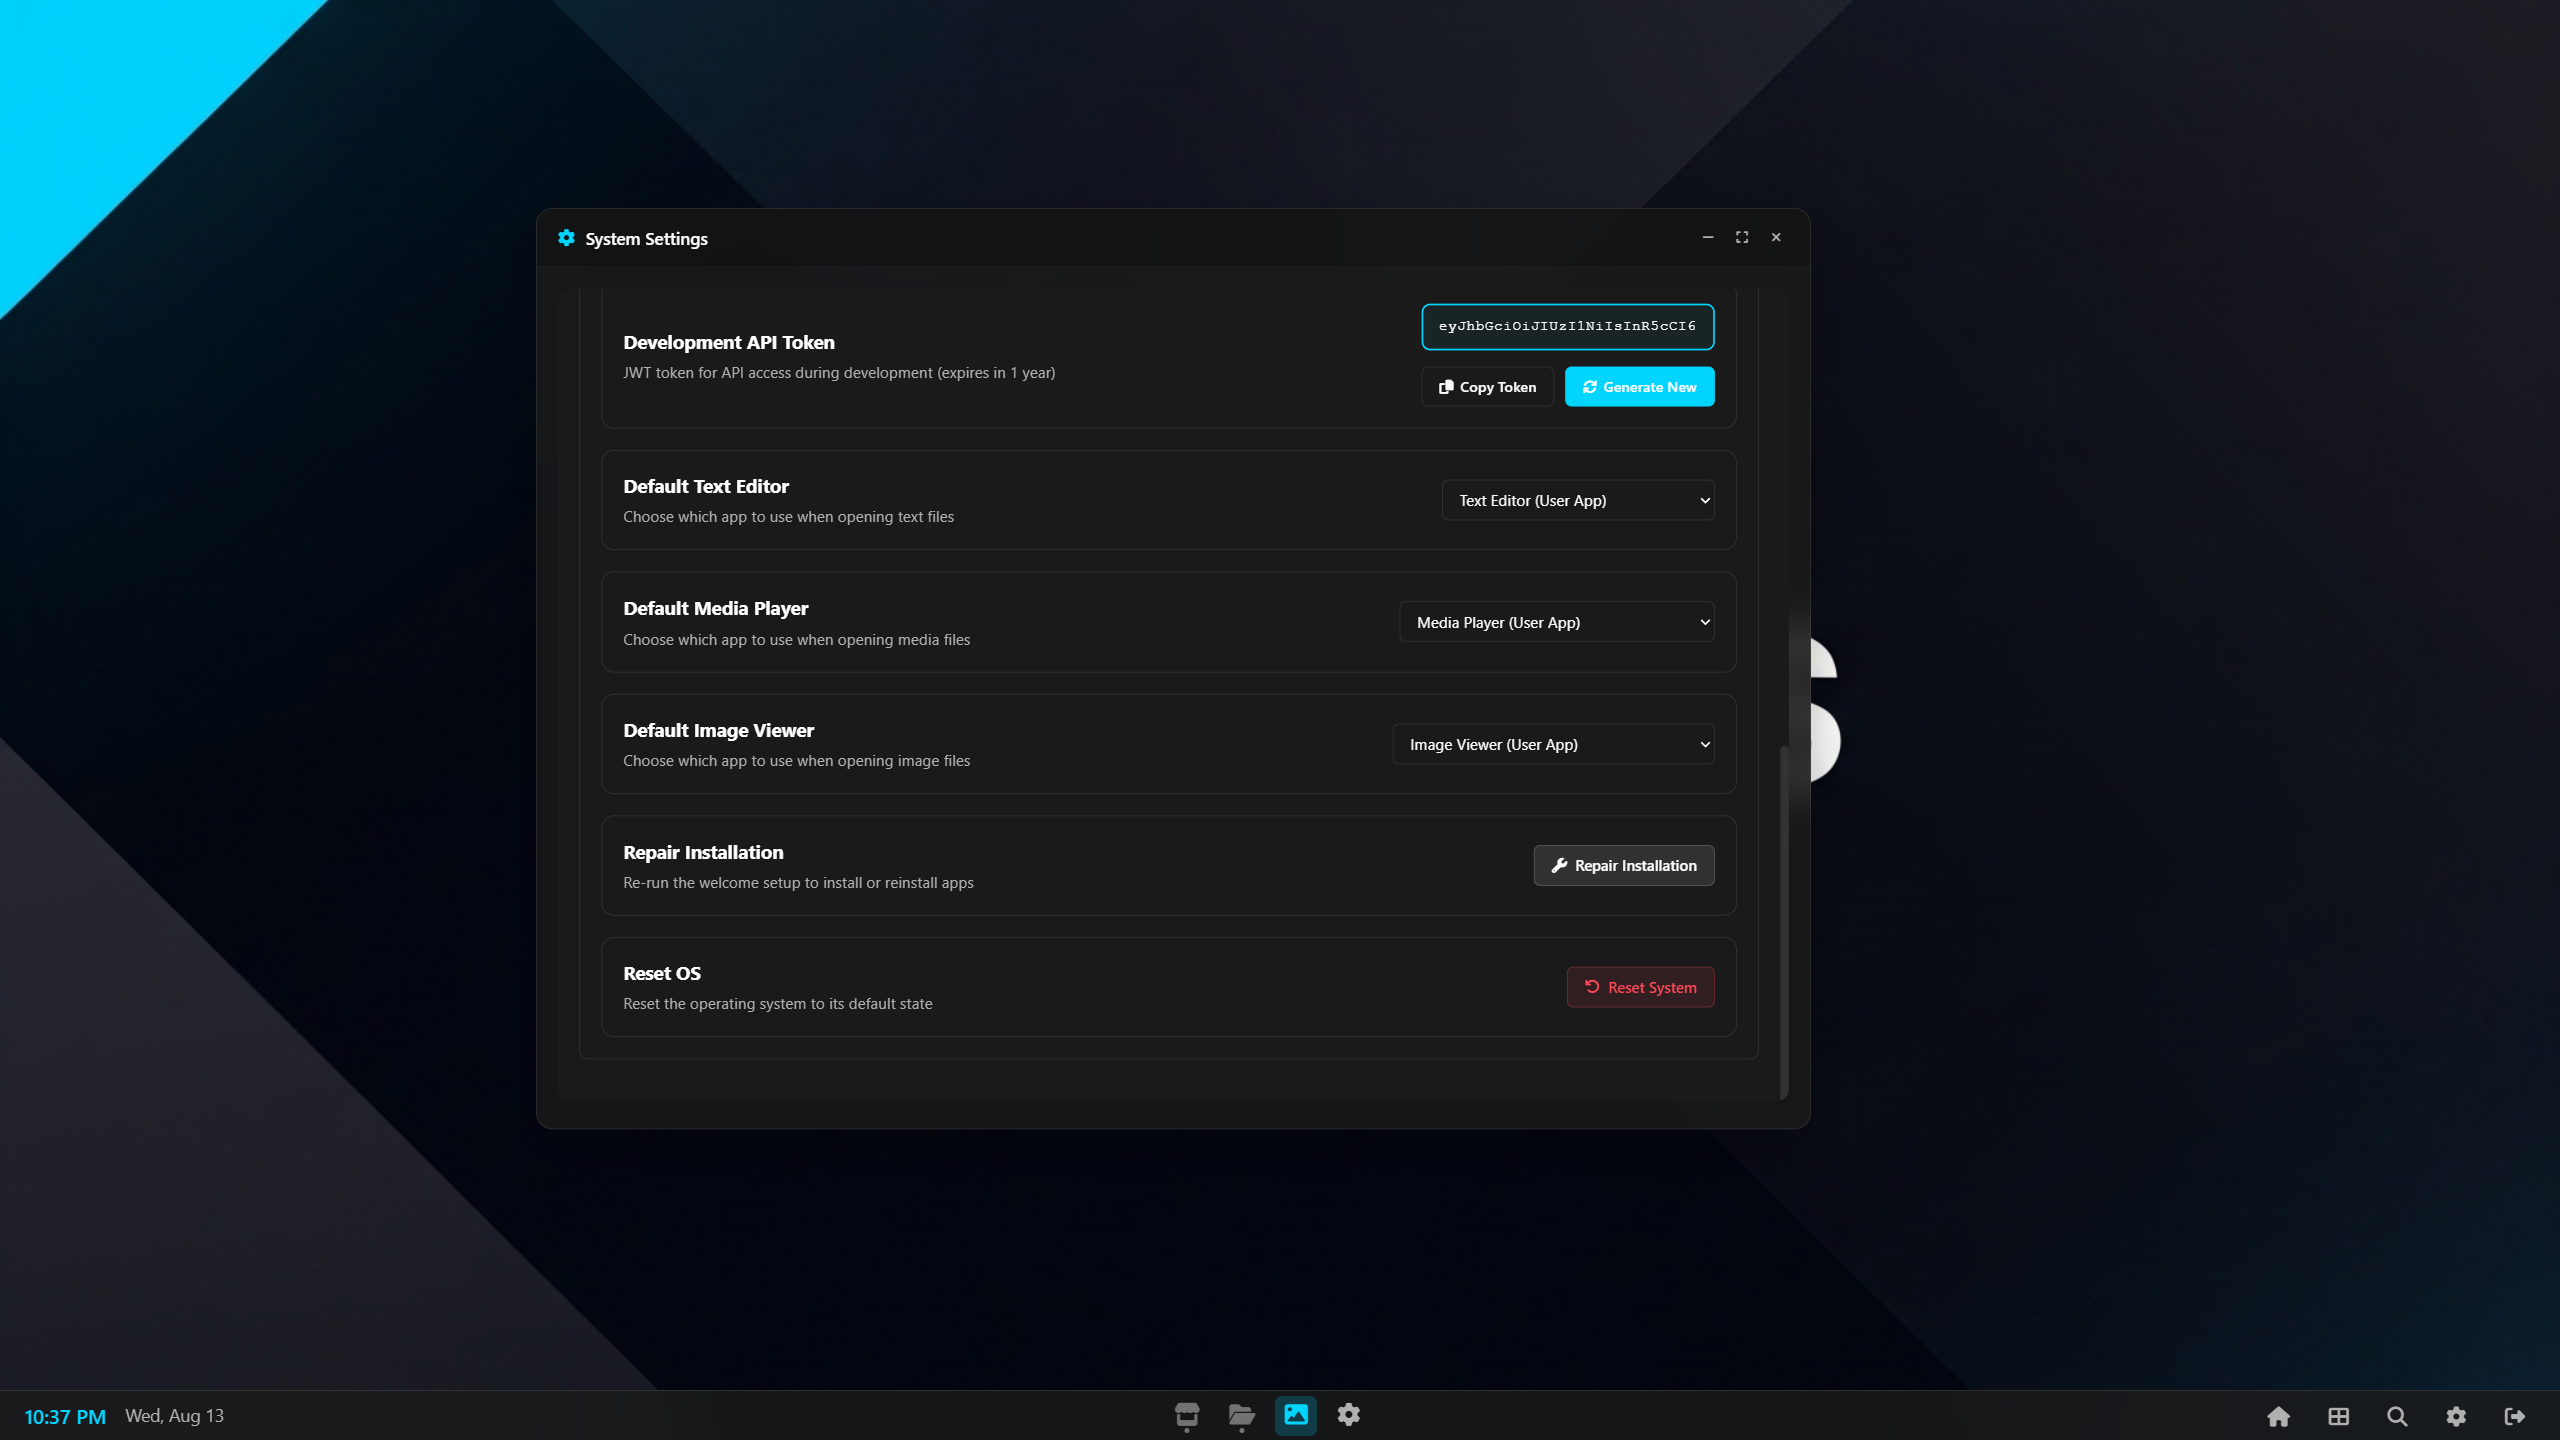 System Settings
Development API Token
JWT token for API access during development (expires in 1 year)
eyJhbGciOiJIUzI1NiIsInR5cCI6
Copy Token
Generate New
Default Text Editor
Choose which app to use when opening text files
Text Editor (User App)
Default Media Player
Choose which app to use when opening media files
Media Player (User App)
Default Image Viewer
Choose which app to use when opening image files
Image Viewer (User App)
Repair Installation
Re-run the welcome setup to install or reinstall apps
Repair Installation
Reset OS
Reset the operating system to its default state
Reset System
10:37 PM Wed, Aug 13